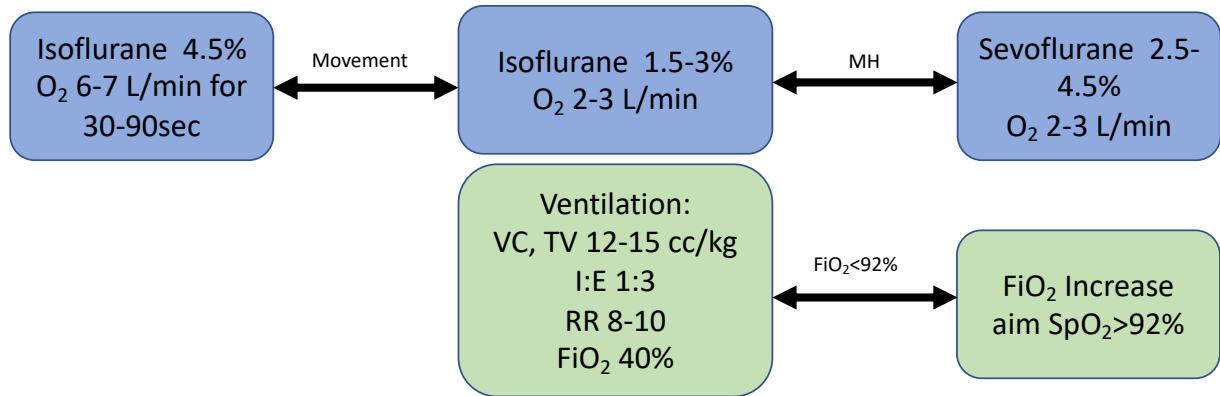 Isoflurane 4.5%
O₂ 6-7 L/min for
30-90sec
Movement
Isoflurane 1.5-3%
O₂ 2-3 L/min
MH
Sevoflurane 2.5-
4.5%
O₂ 2-3 L/min
Ventilation:
VC, TV 12-15 cc/kg
I:E 1:3
RR 8-10
FiO₂ 40%
FiO₂<92%
FiO₂ Increase
aim SpO₂>92%